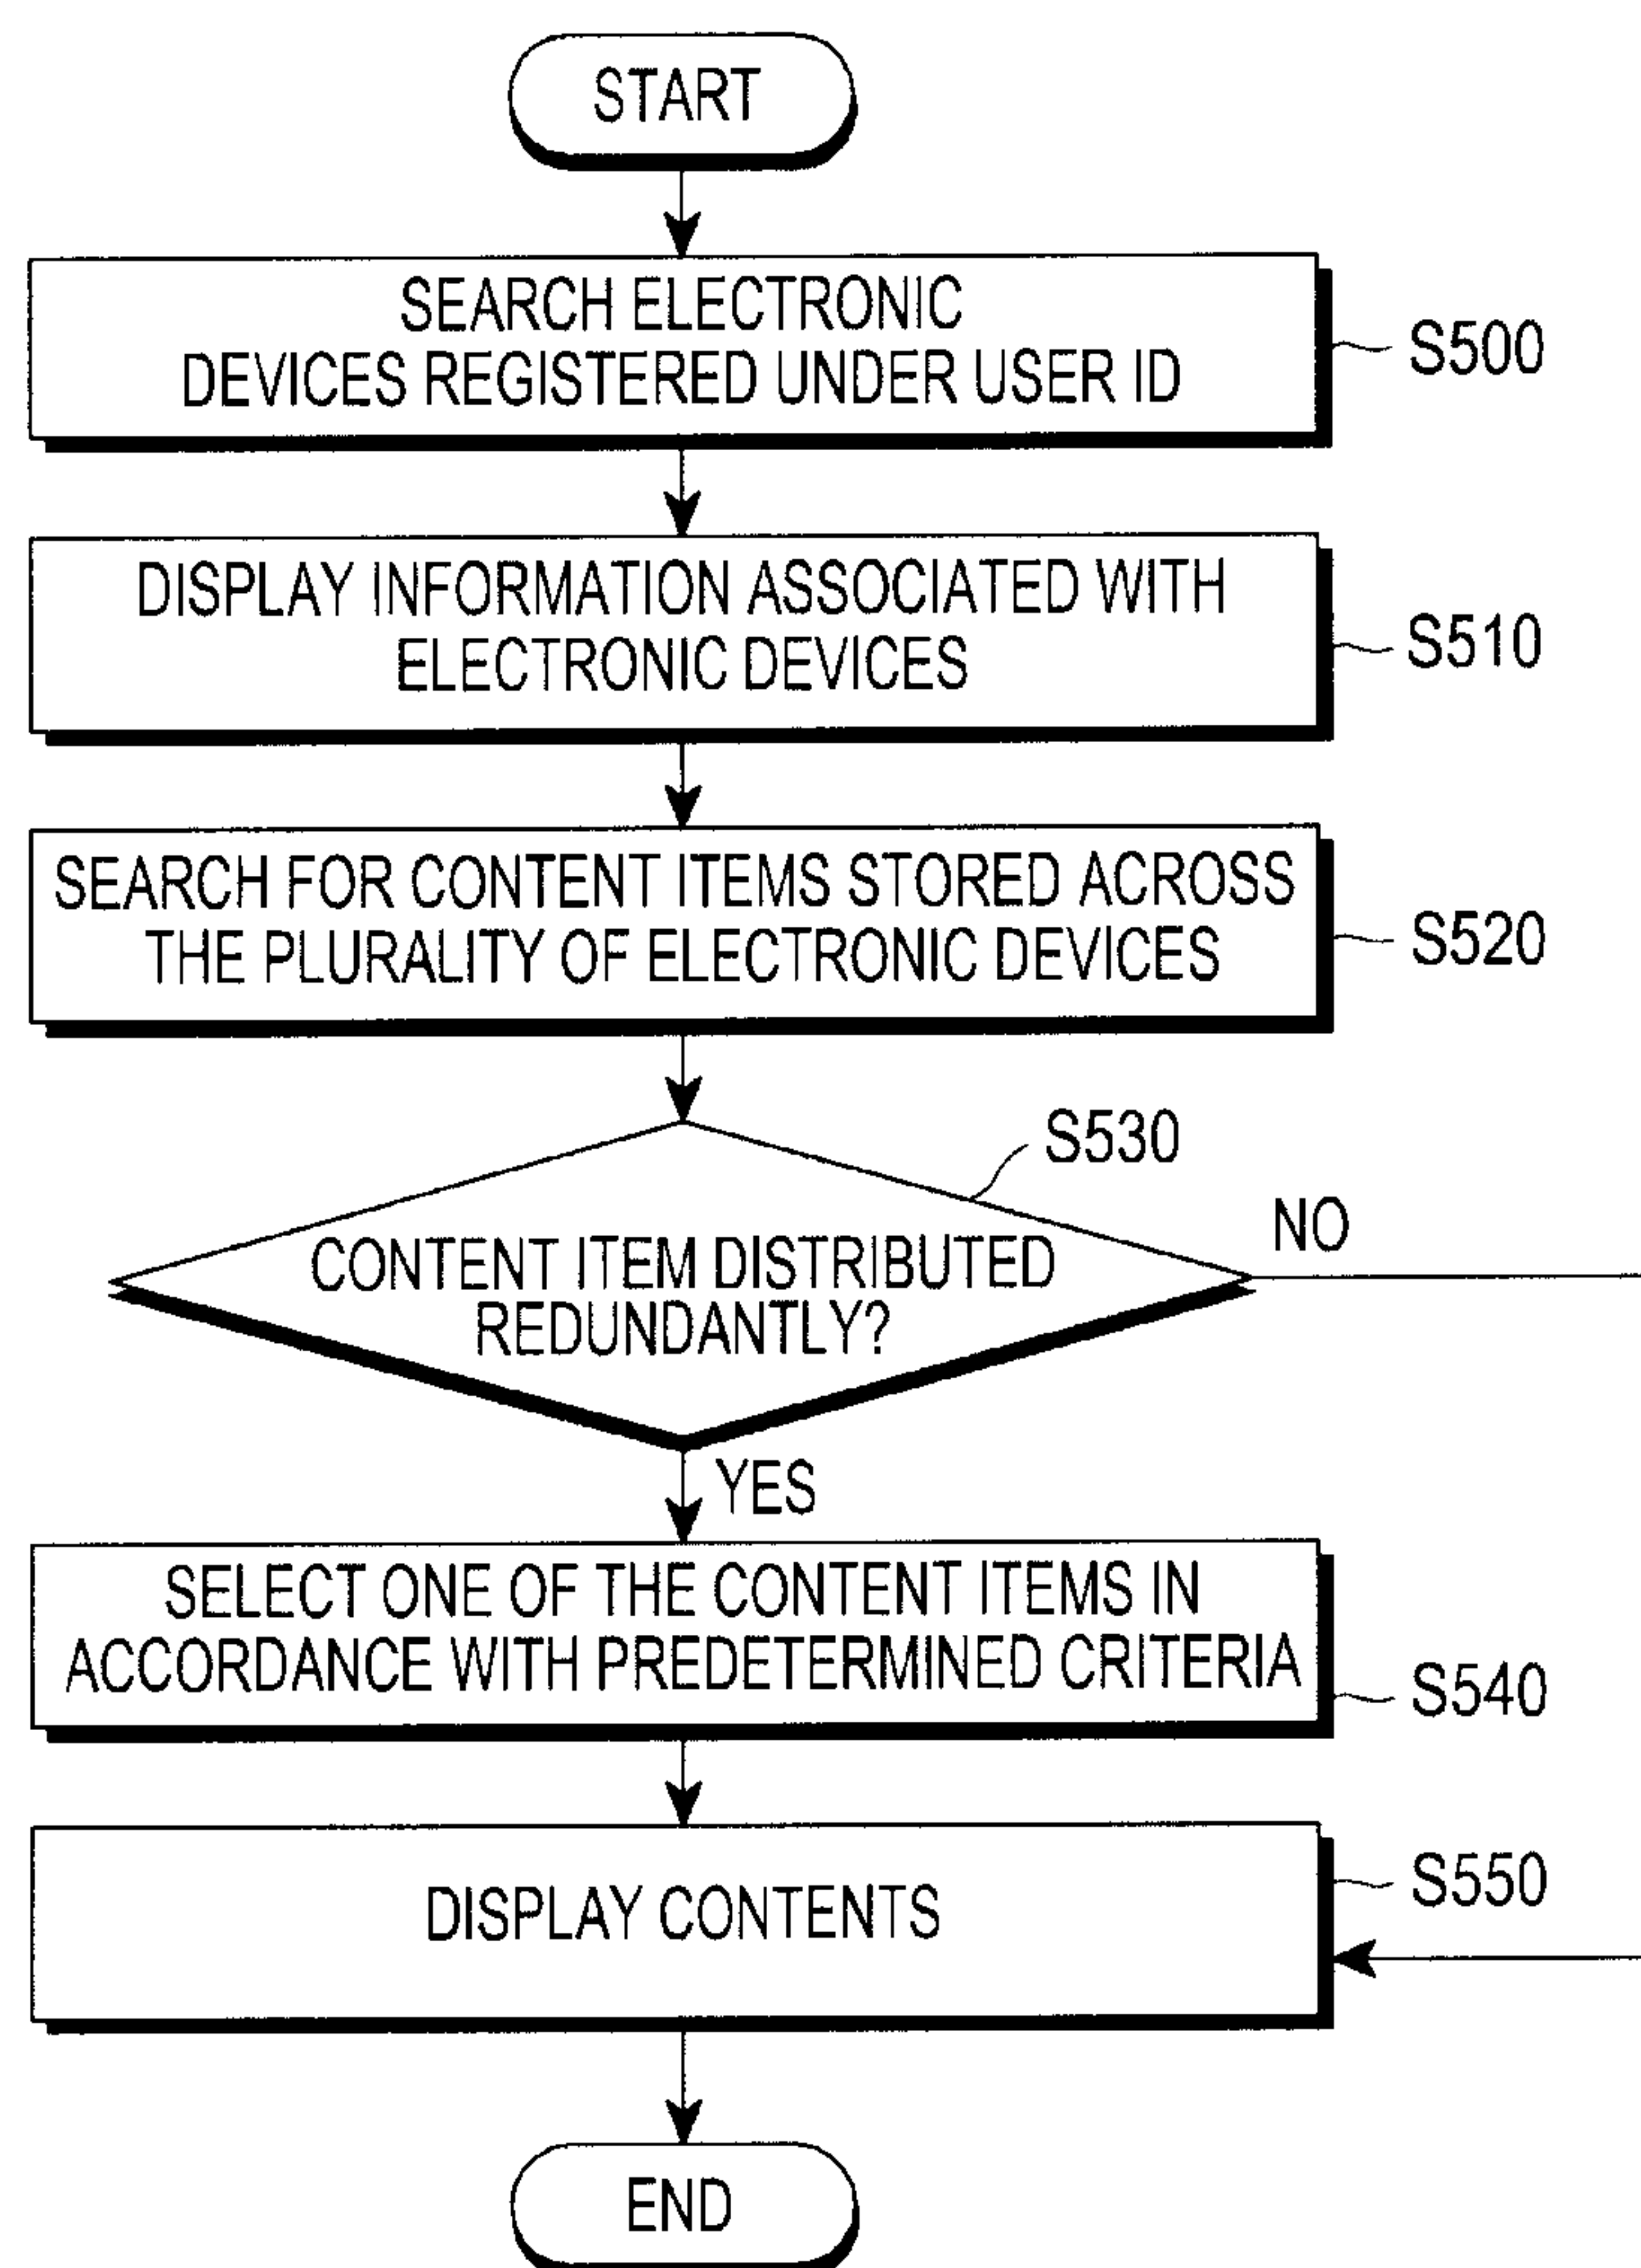 START
SEARCH ELECTRONIC
DEVICES REGISTERED UNDER USER ID
S500
DISPLAY INFORMATION ASSOCIATED WITH
ELECTRONIC DEVICES
S510
SEARCH FOR CONTENT ITEMS STORED ACROSS
THE PLURALITY OF ELECTRONIC DEVICES
S520
S530
NO
CONTENT ITEM DISTRIBUTED
REDUNDANTLY?
YES
SELECT ONE OF THE CONTENT ITEMS IN
ACCORDANCE WITH PREDETERMINED CRITERIA
S540
DISPLAY CONTENTS
S550
END